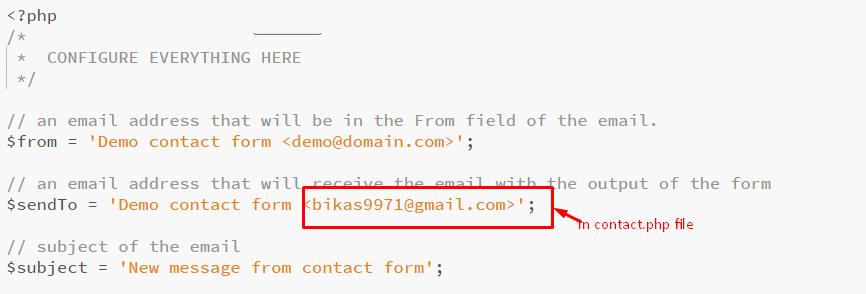 <?php
/*
 *  CONFIGURE EVERYTHING HERE
 */
// an email address that will be in the From field of the email.
$from = 'Demo contact form <demo@domain.com>';
// an email address that will receive the email with the output of the form
$sendTo = 'Demo contact form <bikas9971@gmail.com>';
in contact.php file
// subject of the email
$subject = 'New message from contact form';